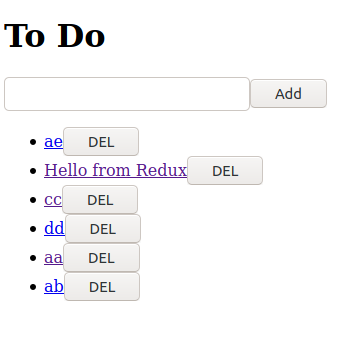 To Do
Add
ae DEL
Hello from Redux DEL
cc DEL
dd DEL
aa DEL
ab DEL